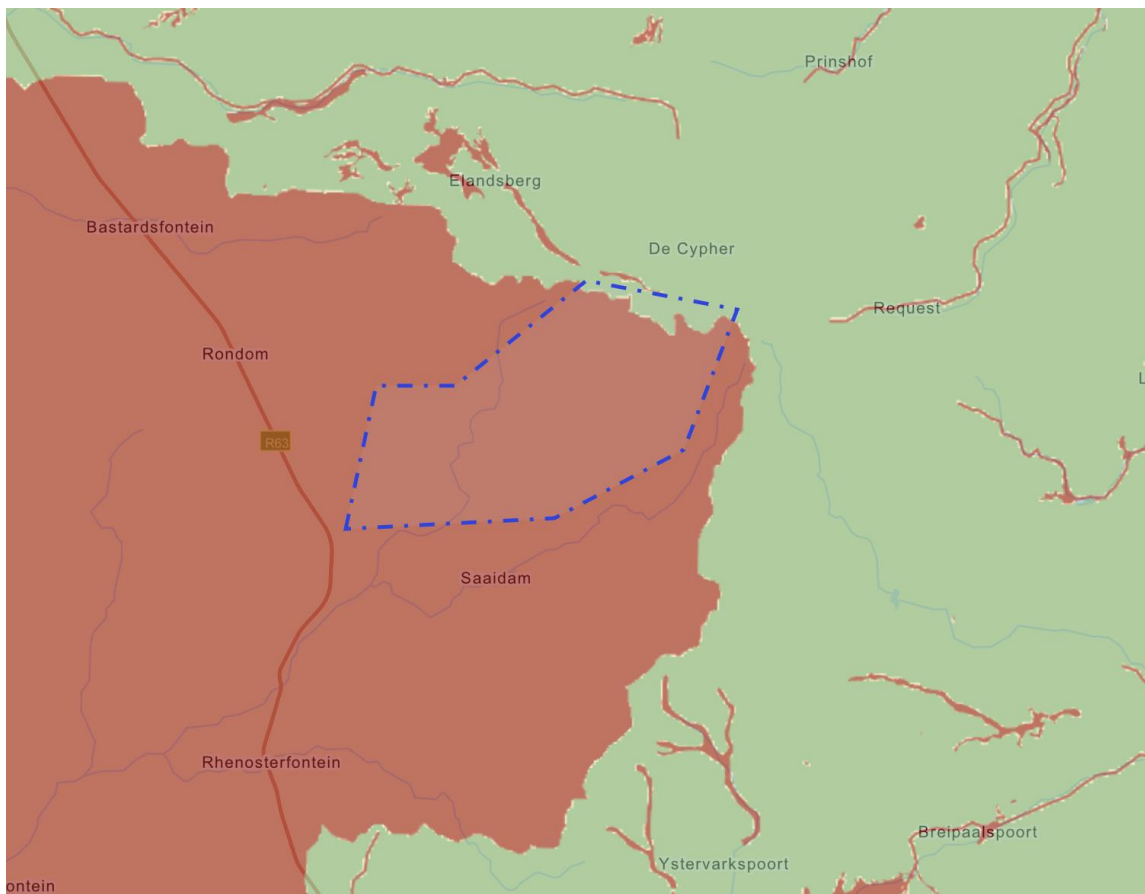 Prinshof
Elandsberg
Bastardsfontein
De Cypher
Request
Rondom
L
R63
Saaidam
Rhenosterfontein
Breipaalspoort
Ystervarkspoort
ontein